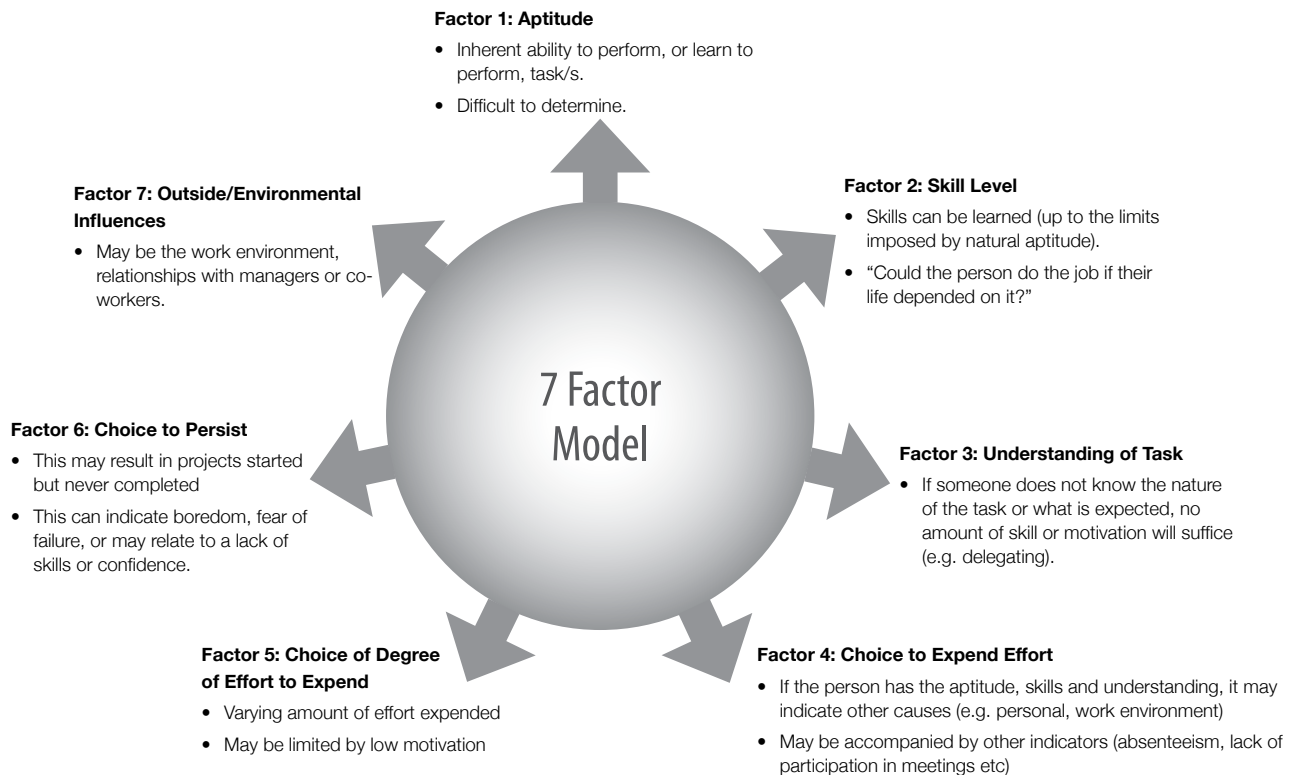 Factor 1: Aptitude
• Inherent ability to perform, or learn to
perform, task/s.
• Difficult to determine.
Factor 2: Skill Level
• Skills can be learned (up to the limits
imposed by natural aptitude).
• “Could the person do the job if their
life depended on it?”
Factor 3: Understanding of Task
• If someone does not know the nature
of the task or what is expected, no
amount of skill or motivation will suffice
(e.g. delegating).
Factor 4: Choice to Expend Effort
• If the person has the aptitude, skills and understanding, it may
indicate other causes (e.g. personal, work environment)
• May be accompanied by other indicators (absenteeism, lack of
participation in meetings etc)
Factor 5: Choice of Degree
of Effort to Expend
• Varying amount of effort expended
• May be limited by low motivation
Factor 6: Choice to Persist
• This may result in projects started
but never completed
• This can indicate boredom, fear of
failure, or may relate to a lack of
skills or confidence.
Factor 7: Outside/Environmental
Influences
• May be the work environment,
relationships with managers or co-
workers.
7 Factor
Model